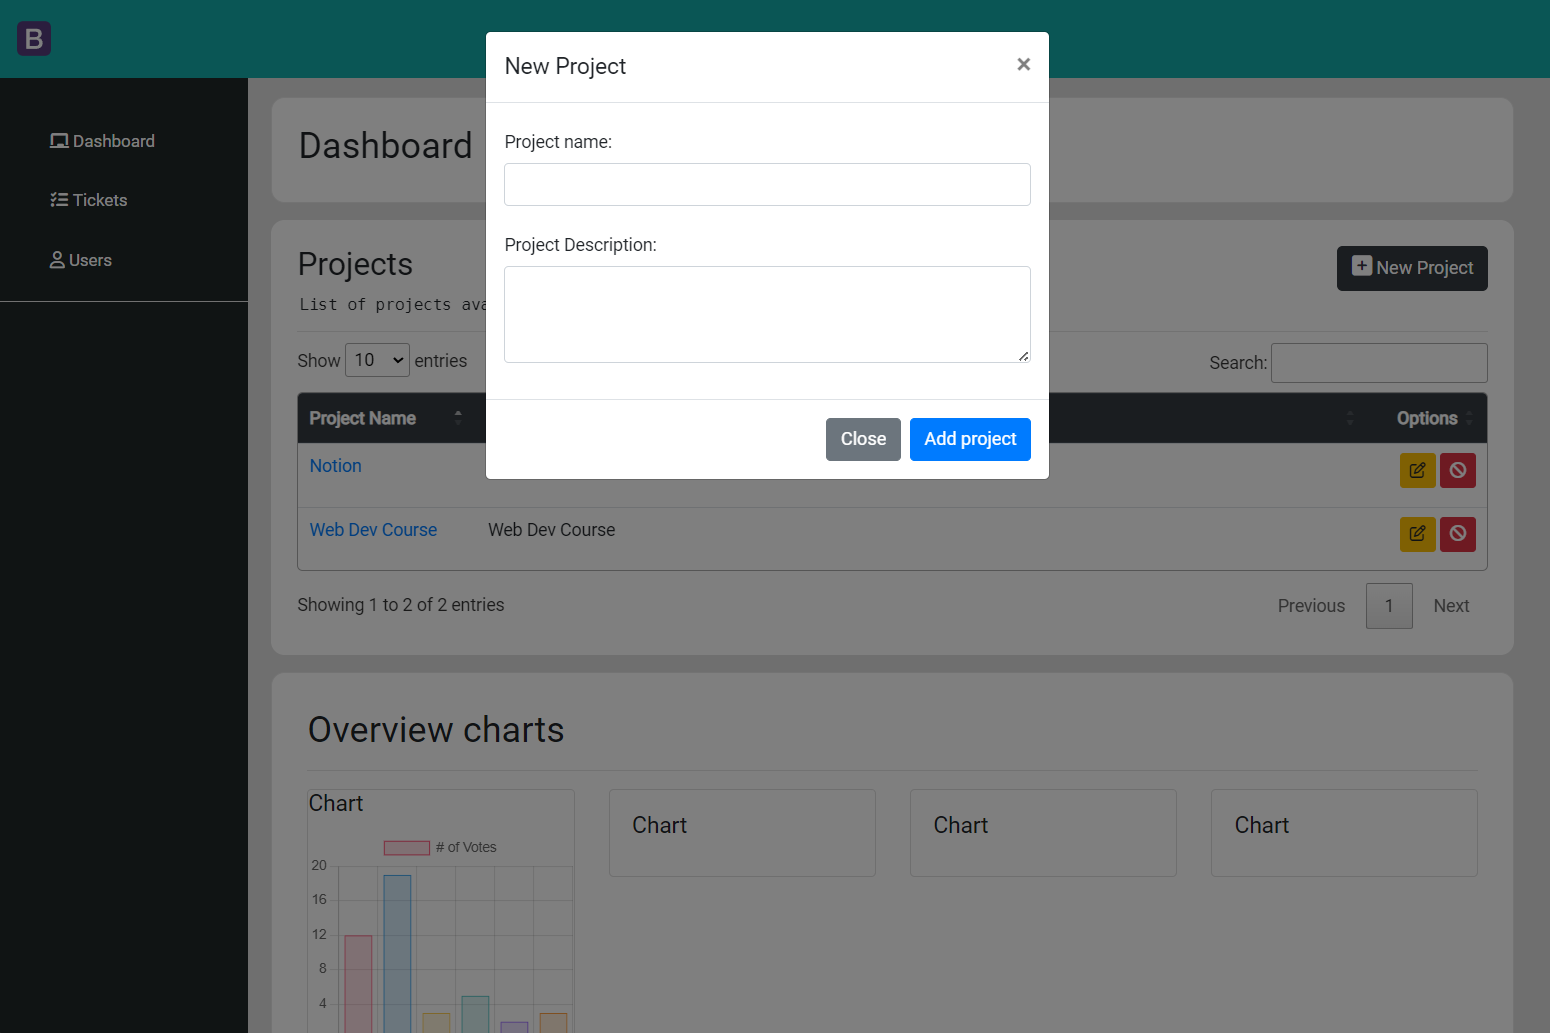 B
New Project
×
Dashboard
Tickets
Users
Dashboard
Project name:
Project Description:
Close
Add project
Projects
New Project
List of projects ava
Show 10 entries
Search:
Project Name
Options
Notion
Web Dev Course
Web Dev Course
Showing 1 to 2 of 2 entries
Previous
1
Next
Overview charts
Chart
# of Votes
20
16
12
8
4
Chart
Chart
Chart